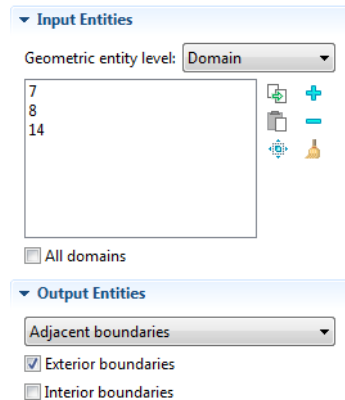 Input Entities
Geometric entity level: Domain
7
8
14
All domains
Output Entities
Adjacent boundaries
Exterior boundaries
Interior boundaries